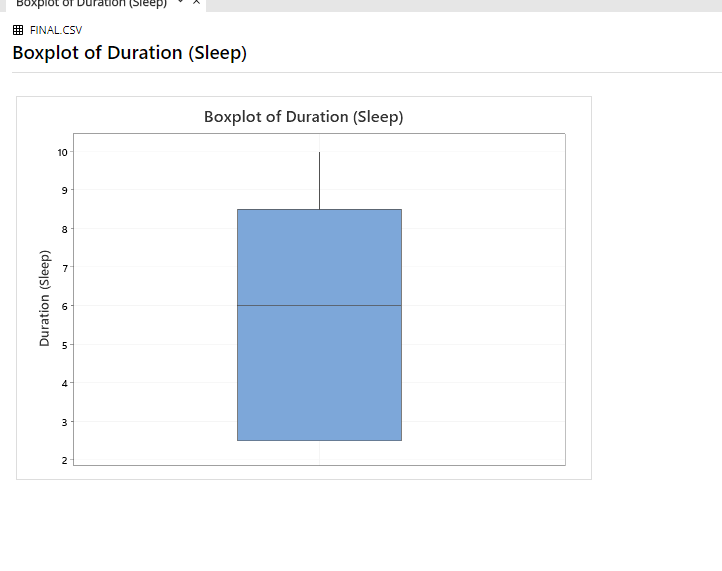 Boxplot of Duration (Sleep)
FINAL.CSV
Boxplot of Duration (Sleep)
Boxplot of Duration (Sleep)
10
9
8
7
6
5
4
3
2
Duration (Sleep)